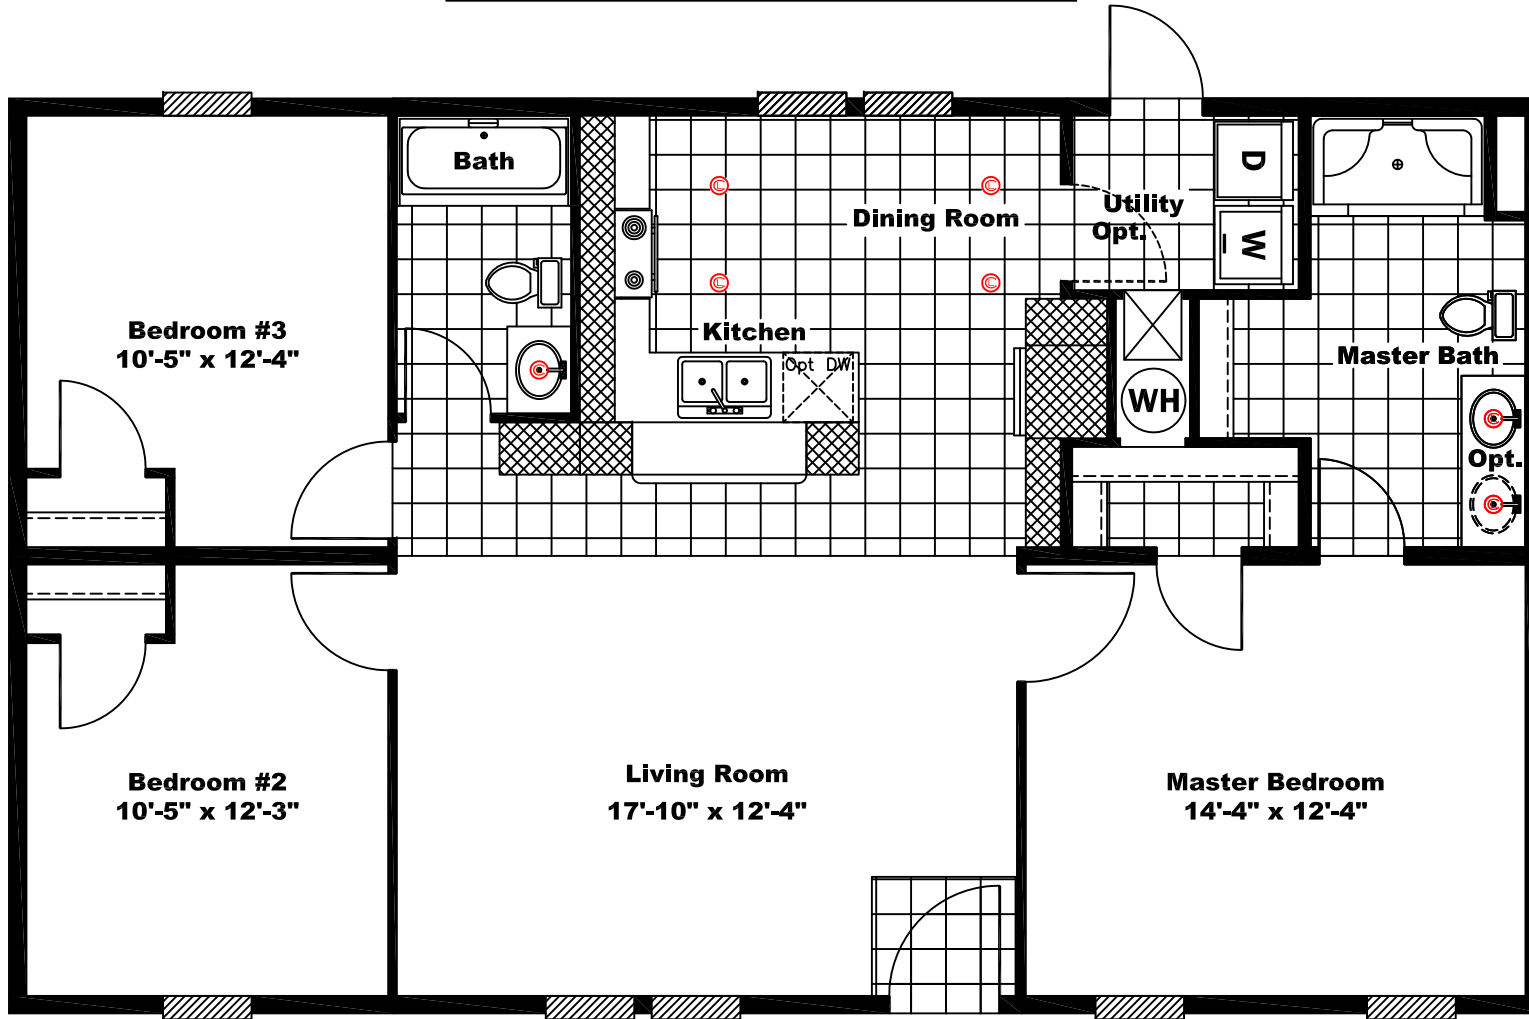 Bath
D
Dining Room
Utility
Opt.
W
Bedroom #3
10'-5" x 12'-4"
Kitchen
Opt DW
Master Bath
WH
Opt.
Bedroom #2
10'-5" x 12'-3"
Living Room
17'-10" x 12'-4"
Master Bedroom
14'-4" x 12'-4"